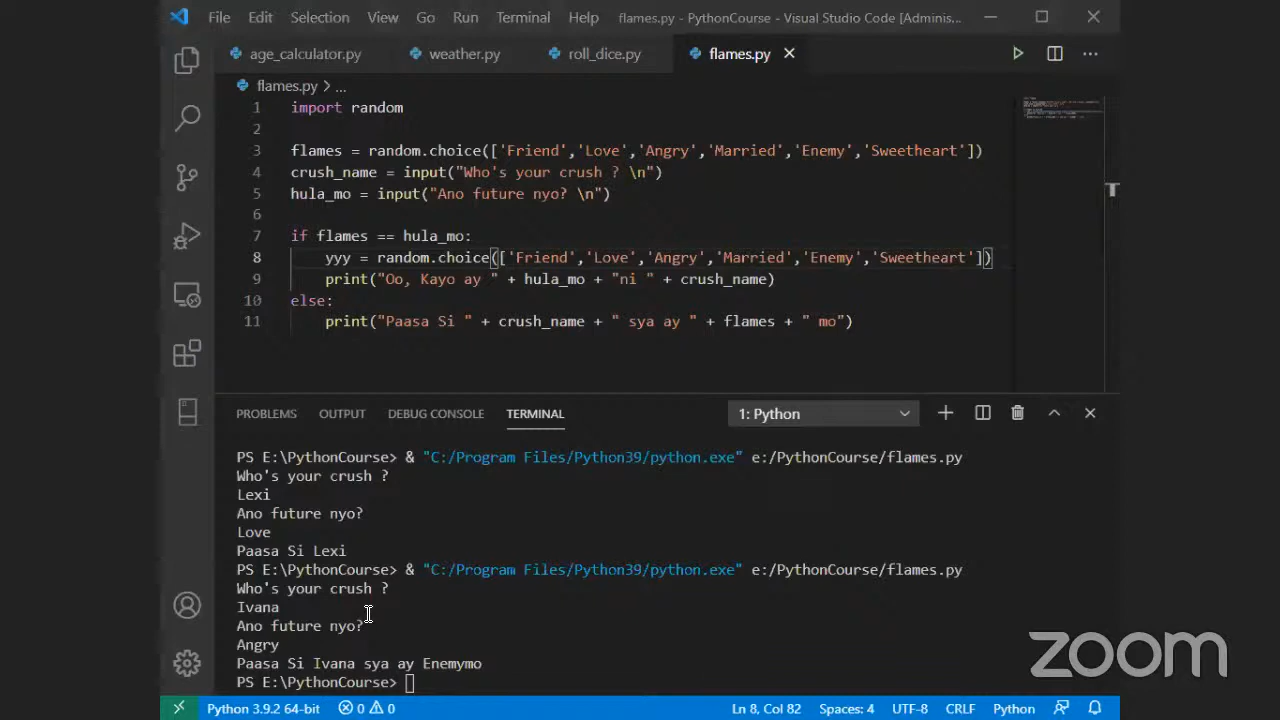 File Edit Selection View Go Run Terminal Help flames.py - PythonCourse - Visual Studio Code [Adminis...
age_calculator.py weather.py roll_dice.py flames.py
flames.py > ...
1 import random
2
3 flames = random.choice(['Friend','Love','Angry','Married','Enemy','Sweetheart'])
4 crush_name = input("Who's your crush ? \n")
5 hula_mo = input("Ano future nyo? \n")
6
7 if flames == hula_mo:
8 yyy = random.choice(['Friend','Love','Angry','Married','Enemy','Sweetheart'])
9 print("Oo, Kayo ay " + hula_mo + "ni " + crush_name)
10 else:
11 print("Paasa Si " + crush_name + " sya ay " + flames + " mo")
PROBLEMS OUTPUT DEBUG CONSOLE TERMINAL 1: Python
PS E:\PythonCourse> & "C:/Program Files/Python39/python.exe" e:/PythonCourse/flames.py
Who's your crush ?
Lexi
Ano future nyo?
Love
Paasa Si Lexi
PS E:\PythonCourse> & "C:/Program Files/Python39/python.exe" e:/PythonCourse/flames.py
Who's your crush ?
Ivana
Ano future nyo?
Angry
Paasa Si Ivana sya ay Enemymo
PS E:\PythonCourse>
zoom
Python 3.9.2 64-bit 0 0 Ln 8, Col 82 Spaces: 4 UTF-8 CRLF Python